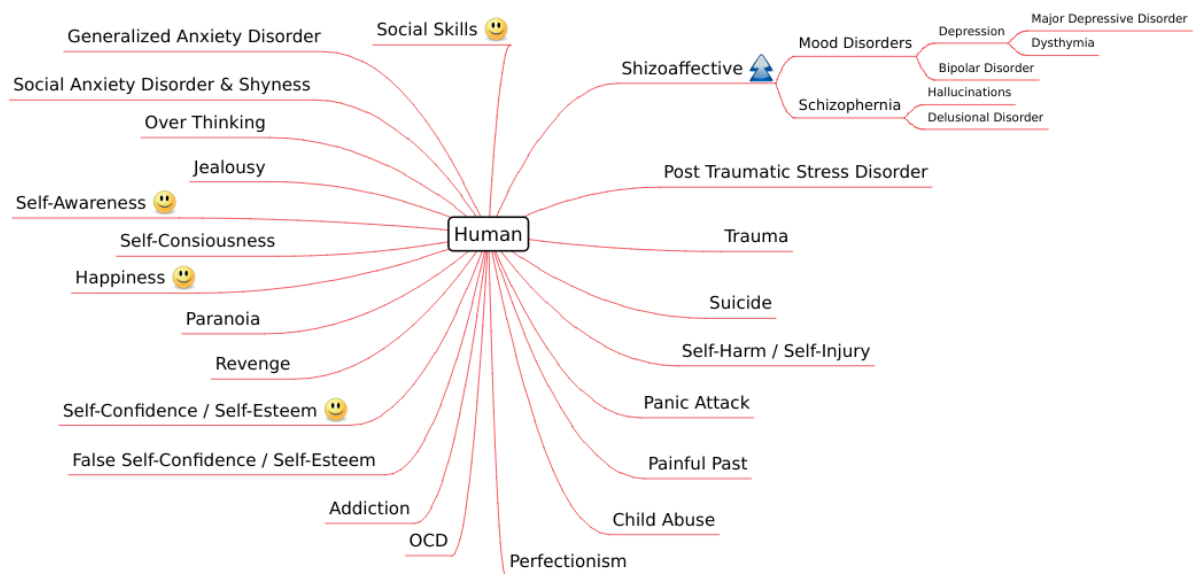 Social Skills
Generalized Anxiety Disorder
Social Anxiety Disorder & Shyness
Over Thinking
Jealousy
Self-Awareness
Self-Consiousness
Happiness
Paranoia
Revenge
Self-Confidence / Self-Esteem
False Self-Confidence / Self-Esteem
Addiction
OCD
Perfectionism
Human
Shizoaffective
Mood Disorders
Depression
Major Depressive Disorder
Dysthymia
Bipolar Disorder
Schizophernia
Hallucinations
Delusional Disorder
Post Traumatic Stress Disorder
Trauma
Suicide
Self-Harm / Self-Injury
Panic Attack
Painful Past
Child Abuse